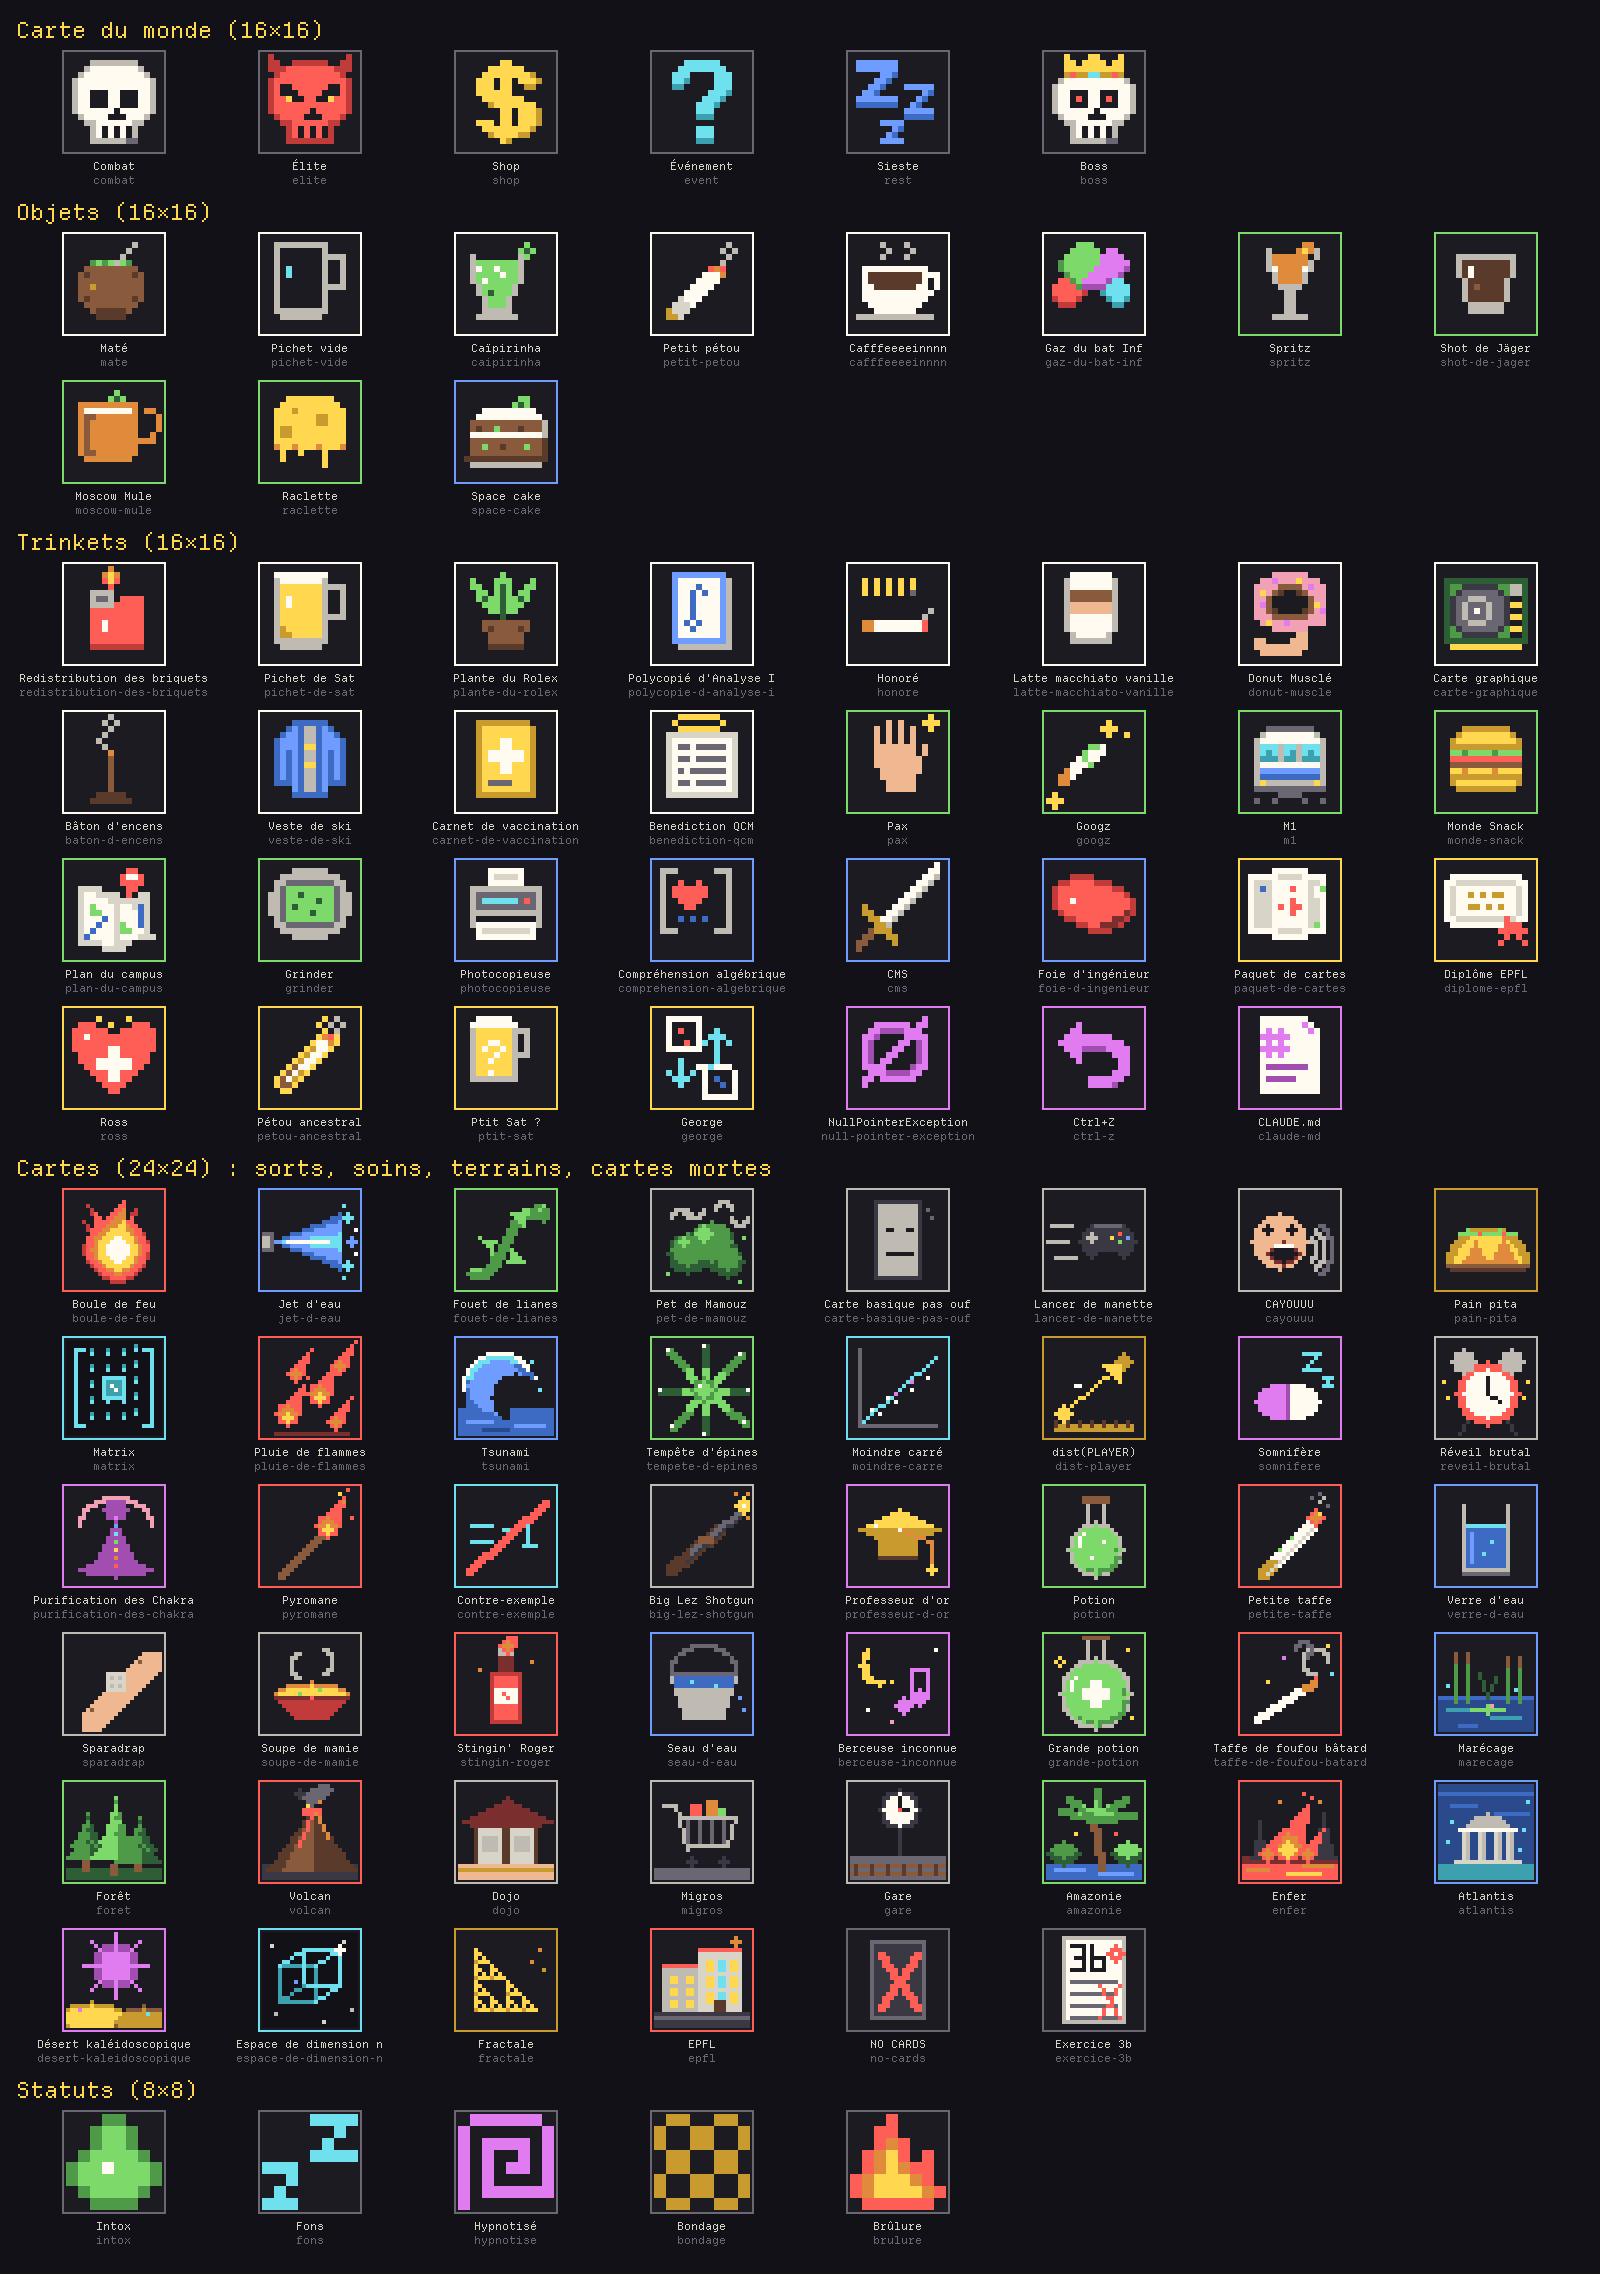 Carte du monde (16×16)
Combat Élite Shop Événement Sieste Boss
combat elite shop event rest boss
Objets (16×16)
Maté Pichet vide Caïpirinha Petit pétou Cafffeeeeinnnn Gaz du bat Inf Spritz Shot de Jäger
mate pichet-vide caipirinha petit-petou cafffeeeeinnnn gaz-du-bat-inf spritz shot-de-jager
Moscow Mule Raclette Space cake
moscow-mule raclette space-cake
Trinkets (16×16)
Redistribution des briquets Pichet de Sat Plante du Rolex Polycopié d'Analyse I Honoré Latte macchiato vanille Donut Musclé Carte graphique
redistribution-des-briquets pichet-de-sat plante-du-rolex polycopie-d-analyse-i honore latte-macchiato-vanille donut-muscle carte-graphique
Bâton d'encens Veste de ski Carnet de vaccination Benediction QCM Pax Googz M1 Monde Snack
baton-d-encens veste-de-ski carnet-de-vaccination benediction-qcm pax googz m1 monde-snack
Plan du campus Grinder Photocopieuse Compréhension algébrique CMS Foie d'ingénieur Paquet de cartes Diplôme EPFL
plan-du-campus grinder photocopieuse comprehension-algebrique cms foie-d-ingenieur paquet-de-cartes diplome-epfl
Ross Pétou ancestral Ptit Sat ? George NullPointerException Ctrl+Z CLAUDE.md
ross petou-ancestral ptit-sat george null-pointer-exception ctrl-z claude-md
Cartes (24×24) : sorts, soins, terrains, cartes mortes
Boule de feu Jet d'eau Fouet de lianes Pet de Mamouz Carte basique pas ouf Lancer de manette CAYOUUU Pain pita
boule-de-feu jet-d-eau fouet-de-lianes pet-de-mamouz carte-basique-pas-ouf lancer-de-manette cayouuu pain-pita
Matrix Pluie de flammes Tsunami Tempête d'épines Moindre carré dist(PLAYER) Somnifère Réveil brutal
matrix pluie-de-flammes tsunami tempete-d-epines moindre-carre dist-player somnifere reveil-brutal
Purification des Chakra Pyromane Contre-exemple Big Lez Shotgun Professeur d'or Potion Petite taffe Verre d'eau
purification-des-chakra pyromane contre-exemple big-lez-shotgun professeur-d-or potion petite-taffe verre-d-eau
Sparadrap Soupe de mamie Stingin' Roger Seau d'eau Berceuse inconnue Grande potion Taffe de foufou bâtard Marécage
sparadrap soupe-de-mamie stingin-roger seau-d-eau berceuse-inconnue grande-potion taffe-de-foufou-batard marecage
Forêt Volcan Dojo Migros Gare Amazonie Enfer Atlantis
foret volcan dojo migros gare amazonie enfer atlantis
3b
Désert kaléidoscopique Espace de dimension n Fractale EPFL NO CARDS Exercice 3b
desert-kaleidoscopique espace-de-dimension-n fractale epfl no-cards exercice-3b
Statuts (8×8)
Intox Fons Hypnotisé Bondage Brûlure
intox fons hypnotise bondage brulure